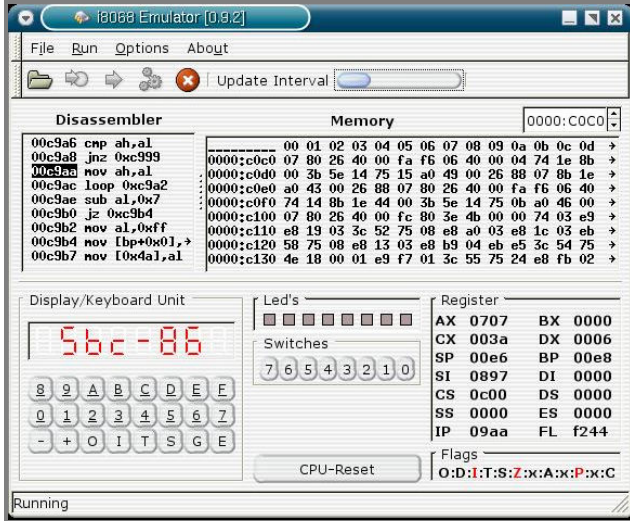 i8068 Emulator [0.9.2]
File Run Options About
Update Interval
Disassembler
00c9a6 cmp ah,al
00c9a8 jnz 0xc999
00c9aa mov ah,al
00c9ac loop 0xc9a2
00c9ae sub al,0x7
00c9b0 jz 0xc9b4
00c9b2 mov al,0xff
00c9b4 mov [bp+0x0],→
00c9b7 mov [0x4a],al
Memory 0000:C0C0
_________ 00 01 02 03 04 05 06 07 08 09 0a 0b 0c 0d →
0000:c0c0 07 80 26 40 00 fa f6 06 40 00 04 74 1e 8b →
0000:c0d0 00 3b 5e 14 75 15 a0 49 00 26 88 07 8b 1e →
0000:c0e0 a0 43 00 26 88 07 80 26 40 00 fa f6 06 40 →
0000:c0f0 74 14 8b 1e 44 00 3b 5e 14 75 0b a0 46 00 →
0000:c100 07 80 26 40 00 fc 80 3e 4b 00 00 74 03 e9 →
0000:c110 e8 19 03 3c 52 75 08 e8 a0 03 e8 1c 03 eb →
0000:c120 58 75 08 e8 13 03 e8 b9 04 eb e5 3c 54 75 →
0000:c130 4e 18 00 01 e9 f7 01 3c 55 75 24 e8 fb 02 →
Display/Keyboard Unit
Sbc-86
8 9 A B C D E F
0 1 2 3 4 5 6 7
- + O I T S G E
Led's
Switches
7 6 5 4 3 2 1 0
CPU-Reset
Register
AX 0707 BX 0000
CX 003a DX 0006
SP 00e6 BP 00e8
SI 0897 DI 0000
CS 0c00 DS 0000
SS 0000 ES 0000
IP 09aa FL f244
Flags
O:D:I:T:S:Z:x:A:x:P:x:C
Running